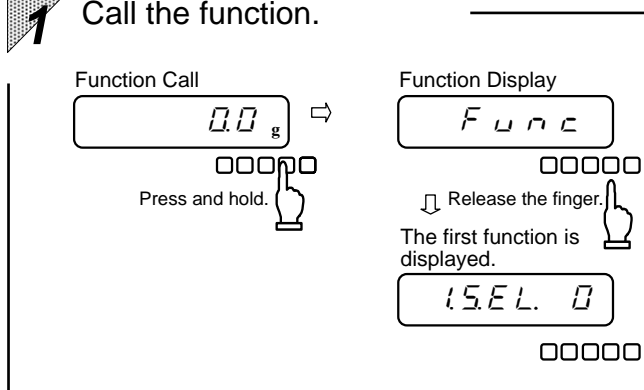 1 Call the function.
Function Call
0.0 g
Press and hold.
Function Display
Func
Release the finger.
The first function is
displayed.
1.S.E L. 0